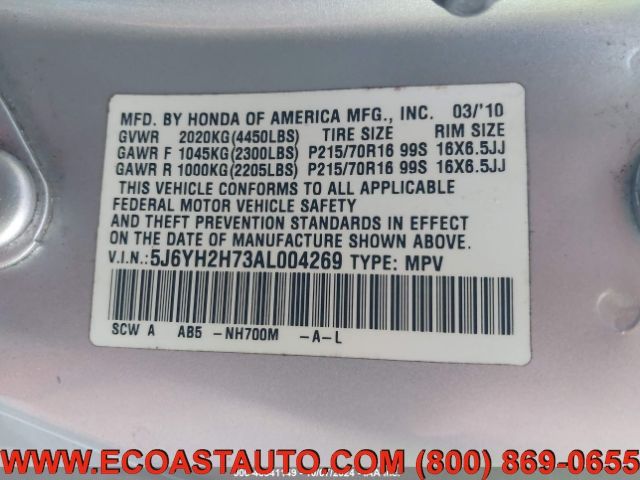 MFD. BY HONDA OF AMERICA MFG., INC. 03/'10
GVWR 2020KG(4450LBS) TIRE SIZE RIM SIZE
GAWR F 1045KG(2300LBS) P215/70R16 99S 16X6.5JJ
GAWR R 1000KG(2205LBS) P215/70R16 99S 16X6.5JJ
THIS VEHICLE CONFORMS TO ALL APPLICABLE
FEDERAL MOTOR VEHICLE SAFETY
AND THEFT PREVENTION STANDARDS IN EFFECT
ON THE DATE OF MANUFACTURE SHOWN ABOVE.
V.I.N.: 5J6YH2H73AL004269 TYPE: MPV
SCW A AB5 -NH700M -A-L
WWW.ECOASTAUTO.COM (800) 869-0655